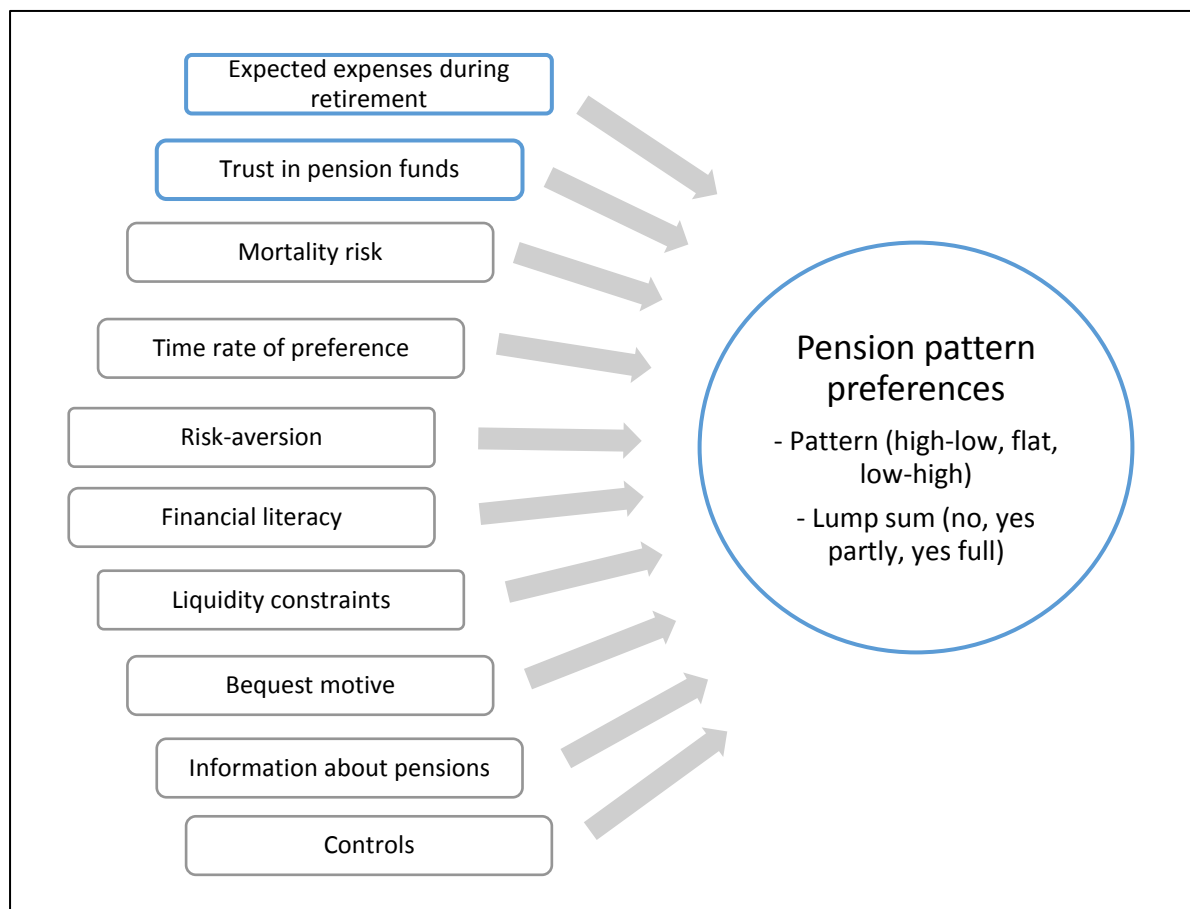 Expected expenses during
retirement
Trust in pension funds
Mortality risk
Time rate of preference
Risk-aversion
Financial literacy
Liquidity constraints
Bequest motive
Information about pensions
Controls
Pension pattern
preferences
- Pattern (high-low, flat,
low-high)
- Lump sum (no, yes
partly, yes full)